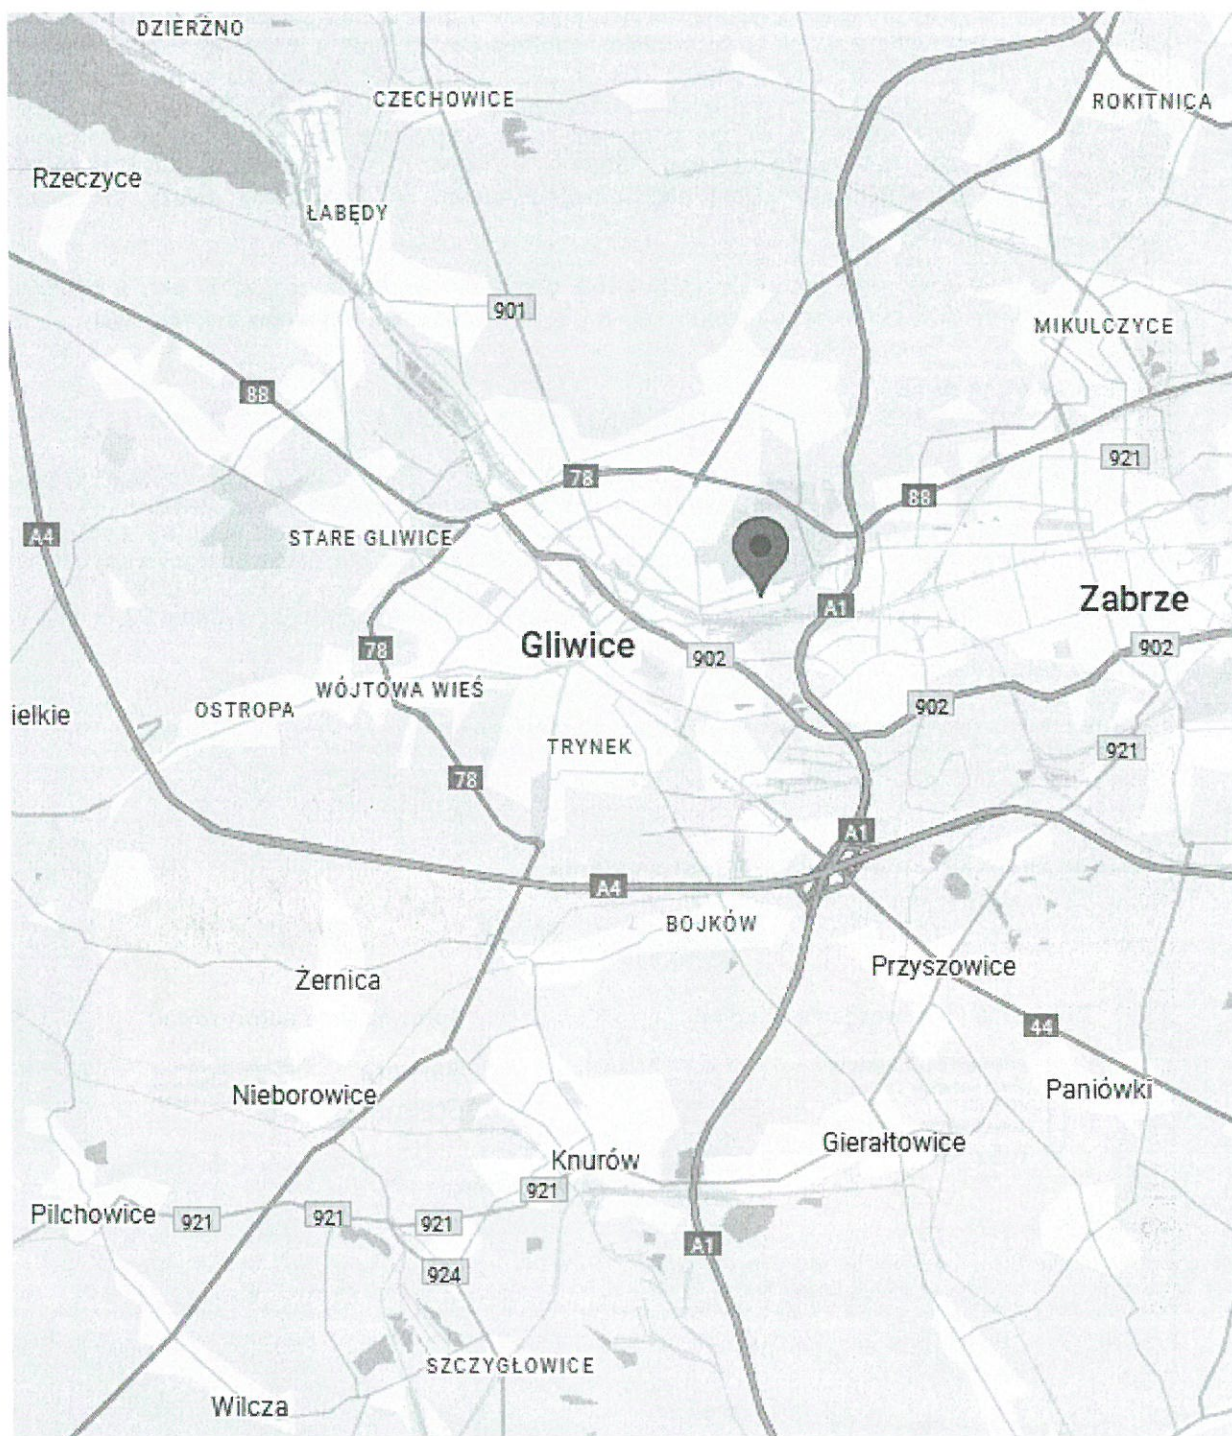 DZIERŻNO
CZECHOWICE
ROKITNICA
Rzeczyce
ŁABĘDY
901
MIKULCZYCE
88
921
78
88
A4
STARE GLIWICE
Zabrze
A1
Gliwice
78
902
902
WÓJTOWA WIEŚ
OSTROPA
902
ielkie
TRYNEK
921
78
A1
A4
BOJKÓW
Przyszowice
Żernica
44
Nieborowice
Paniówki
Gierałtowice
Knurów
921
Pilchowice
921
921
921
A1
924
SZCZYGŁOWICE
Wilcza